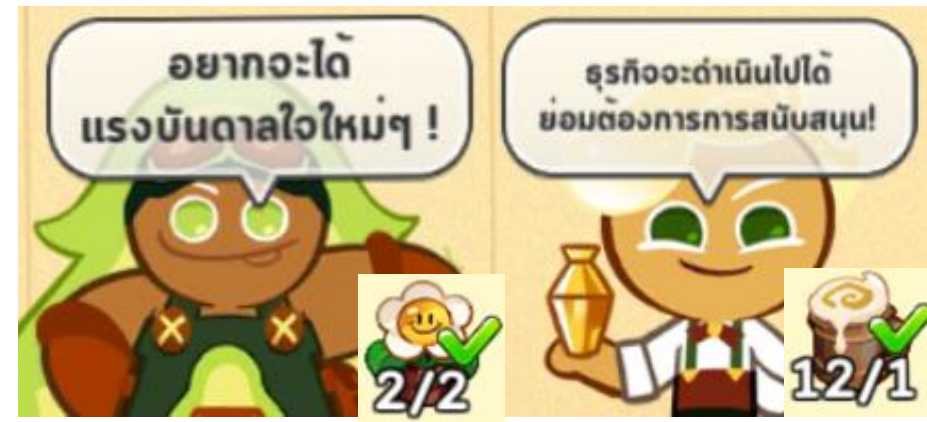 อยากจะได้
แรงบันดาลใจใหม่ๆ !
ธุรกิจจะดำเนินไปได้
ย่อมต้องการการสนับสนุน!
2/2
12/1